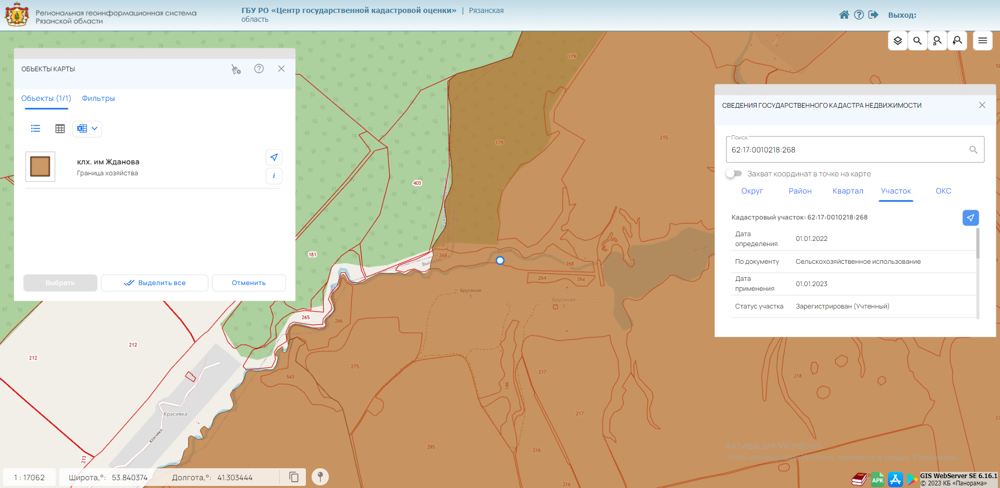 Региональная геоинформационная система
Рязанской области
ГБУ РО «Центр государственной кадастровой оценки» | Рязанская
область
Выход:
ОБЪЕКТЫ КАРТЫ
Объекты (1/1)
Фильтры
клх. им Жданова
Граница хозяйства
Выбрать
Выделить все
Отменить
СВЕДЕНИЯ ГОСУДАРСТВЕННОГО КАДАСТРА НЕДВИЖИМОСТИ
Поиск
62:17:0010218:268
Захват координат в точке на карте
Округ
Район
Квартал
Участок
ОКС
Кадастровый участок: 62:17:0010218:268
Дата
определения
01.01.2022
По документу
Сельскохозяйственное использование
Дата
применения
01.01.2023
Статус участка
Зарегистрирован (Учтенный)
179
179
215
403
181
268
Белая
268
Белая
264
264
Брусяная
1
Брусяная
2
265
266
212
212
275
543
217
218
189
217
Красивка
Красивка
295
216
213
216
Активация Windows
Чтобы активировать Windows, перейдите в раздел "Параметры".
1 : 17062
Широта,°: 53.840374
Долгота,°: 41.303444
APK
GIS WebServer SE 6.16.1
© 2023 КБ «Панорама»